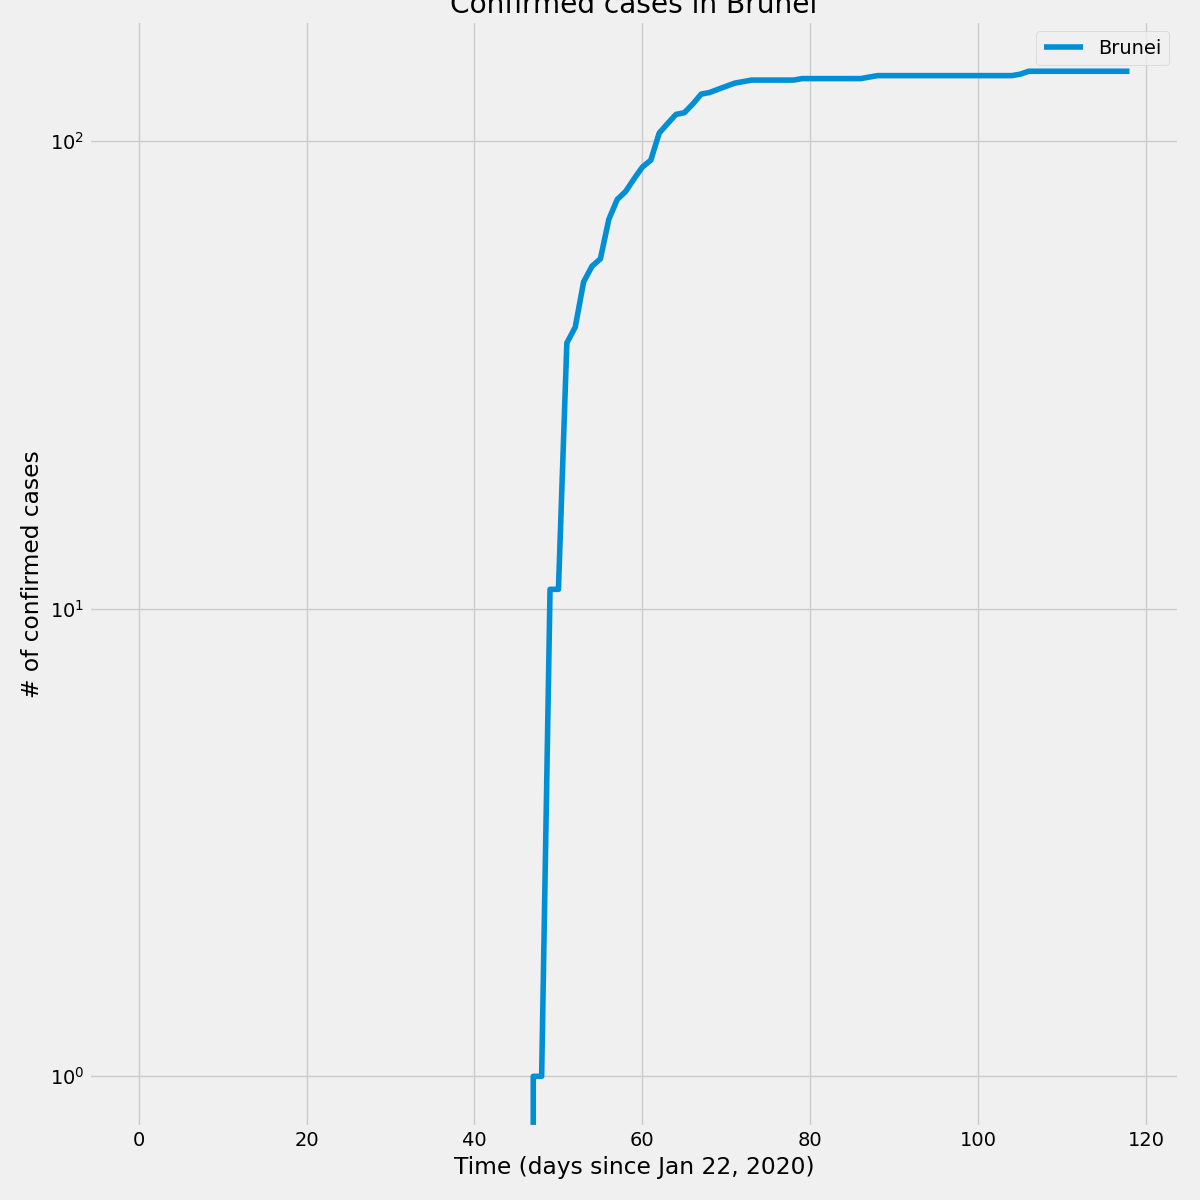 Confirmed cases in Brunei
Brunei
10²
10¹
10⁰
# of confirmed cases
0 20 40 60 80 100 120
Time (days since Jan 22, 2020)